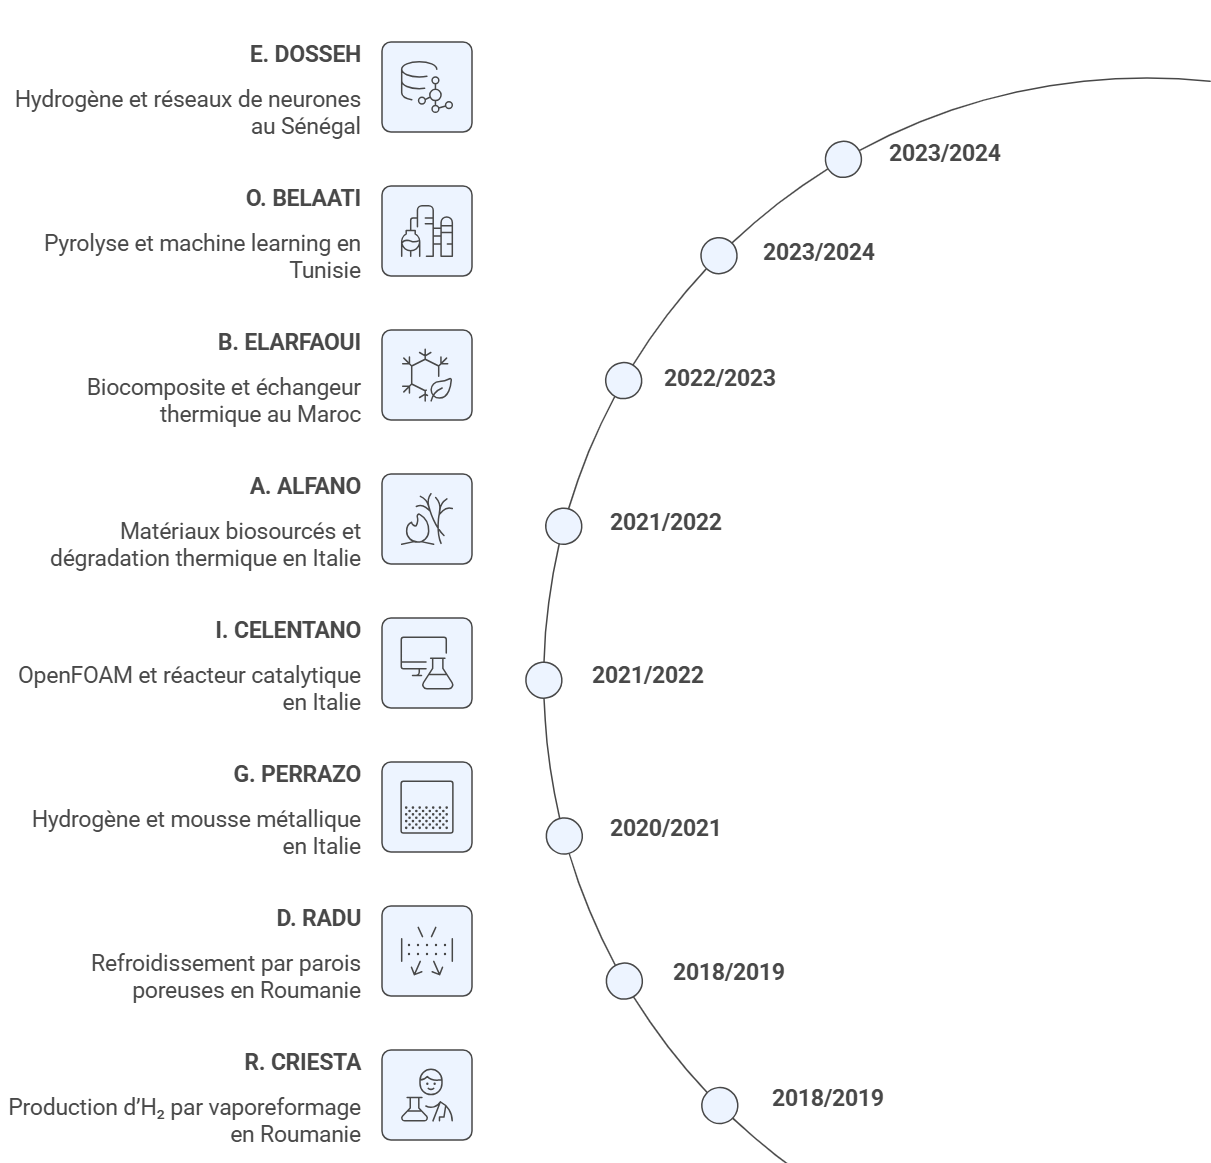 E. DOSSEH
Hydrogène et réseaux de neurones
au Sénégal
2023/2024
O. BELAATI
Pyrolyse et machine learning en
Tunisie
2023/2024
B. ELARFAOUI
Biocomposite et échangeur
thermique au Maroc
2022/2023
A. ALFANO
Matériaux biosourcés et
dégradation thermique en Italie
2021/2022
I. CELENTANO
OpenFOAM et réacteur catalytique
en Italie
2021/2022
G. PERRAZO
Hydrogène et mousse métallique
en Italie
2020/2021
D. RADU
Refroidissement par parois
poreuses en Roumanie
2018/2019
R. CRIESTA
Production d’H₂ par vaporeformage
en Roumanie
2018/2019